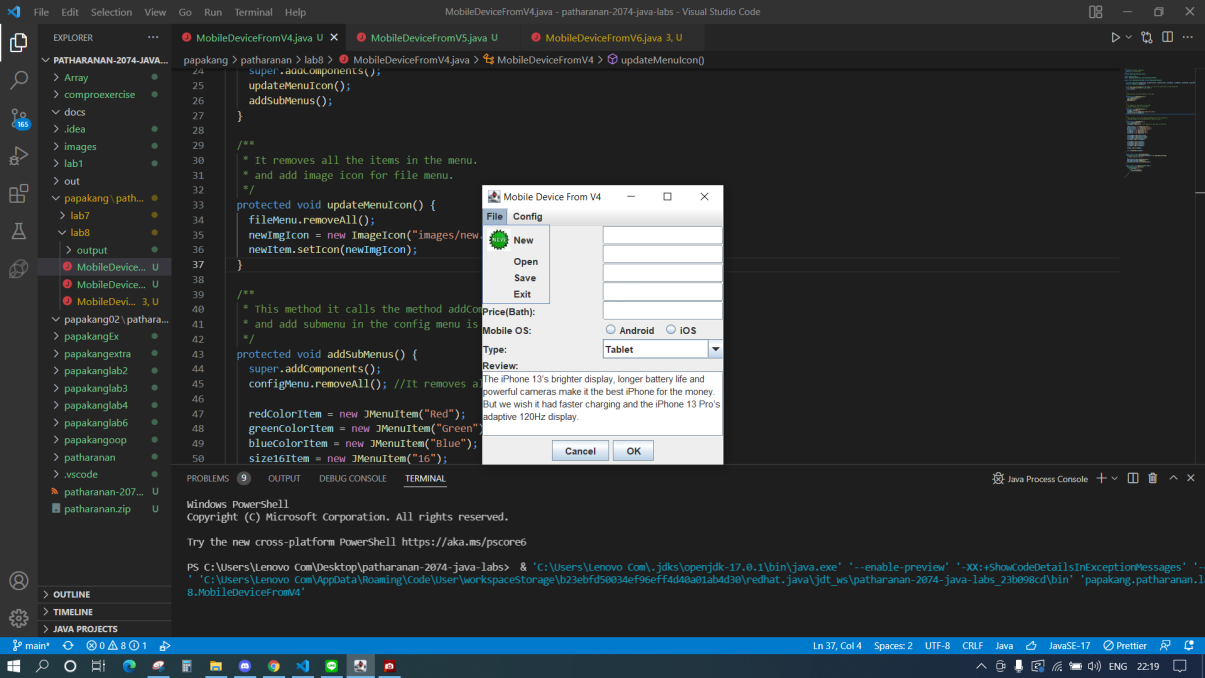 File Edit Selection View Go Run Terminal Help
MobileDeviceFromV4.java - patharanan-2074-java-labs - Visual Studio Code
EXPLORER
MobileDeviceFromV4.java U
MobileDeviceFromV5.java U
MobileDeviceFromV6.java 3, U
PATHARANAN-2074-JAVA...
papakang > patharanan > lab8 > MobileDeviceFromV4.java > MobileDeviceFromV4 > updateMenuIcon()
Array
comproexercise
docs
.idea
images
lab1
out
papakang \ path...
lab7
lab8
output
MobileDevice... U
MobileDevice... U
MobileDevi... 3, U
papakang02 \ pathara...
papakangEx
papakangextra
papakanglab2
papakanglab3
papakanglab4
papakanglab6
papakangoop
patharanan
.vscode
patharanan-207... U
patharanan.zip U
OUTLINE
TIMELINE
JAVA PROJECTS
165
24 super.addComponents();
25 updateMenuIcon();
26 addSubMenus();
27 }
28
29 /**
30 * It removes all the items in the menu.
31 * and add image icon for file menu.
32 */
33 protected void updateMenuIcon() {
34 fileMenu.removeAll();
35 newImgIcon = new ImageIcon("images/new.
36 newItem.setIcon(newImgIcon);
37 }
38
39 /**
40 * This method it calls the method addCom
41 * and add submenu in the config menu is
42 */
43 protected void addSubMenus() {
44 super.addComponents();
45 configMenu.removeAll(); //It removes a
46
47 redColorItem = new JMenuItem("Red");
48 greenColorItem = new JMenuItem("Green")
49 blueColorItem = new JMenuItem("Blue");
50 size16Item = new JMenuItem("16");
Mobile Device From V4
File Config
NEW New
Open
Save
Exit
Price(Bath):
Mobile OS: Android iOS
Type: Tablet
Review:
The iPhone 13's brighter display, longer battery life and
powerful cameras make it the best iPhone for the money.
But we wish it had faster charging and the iPhone 13 Pro's
adaptive 120Hz display.
Cancel OK
PROBLEMS 9 OUTPUT DEBUG CONSOLE TERMINAL
Java Process Console
Windows PowerShell
Copyright (C) Microsoft Corporation. All rights reserved.
Try the new cross-platform PowerShell https://aka.ms/pscore6
PS C:\Users\Lenovo Com\Desktop\patharanan-2074-java-labs> & 'C:\Users\Lenovo Com\.jdks\openjdk-17.0.1\bin\java.exe' '--enable-preview' '-XX:+ShowCodeDetailsInExceptionMessages' '-
' 'C:\Users\Lenovo Com\AppData\Roaming\Code\User\workspaceStorage\b23ebfd50034ef96eff4d40a01ab4d30\redhat.java\jdt_ws\patharanan-2074-java-labs_23b098cd\bin' 'papakang.patharanan.la
8.MobileDeviceFromV4'
main* 0 8 1
Ln 37, Col 4 Spaces: 2 UTF-8 CRLF Java JavaSE-17 Prettier
ENG 22:19